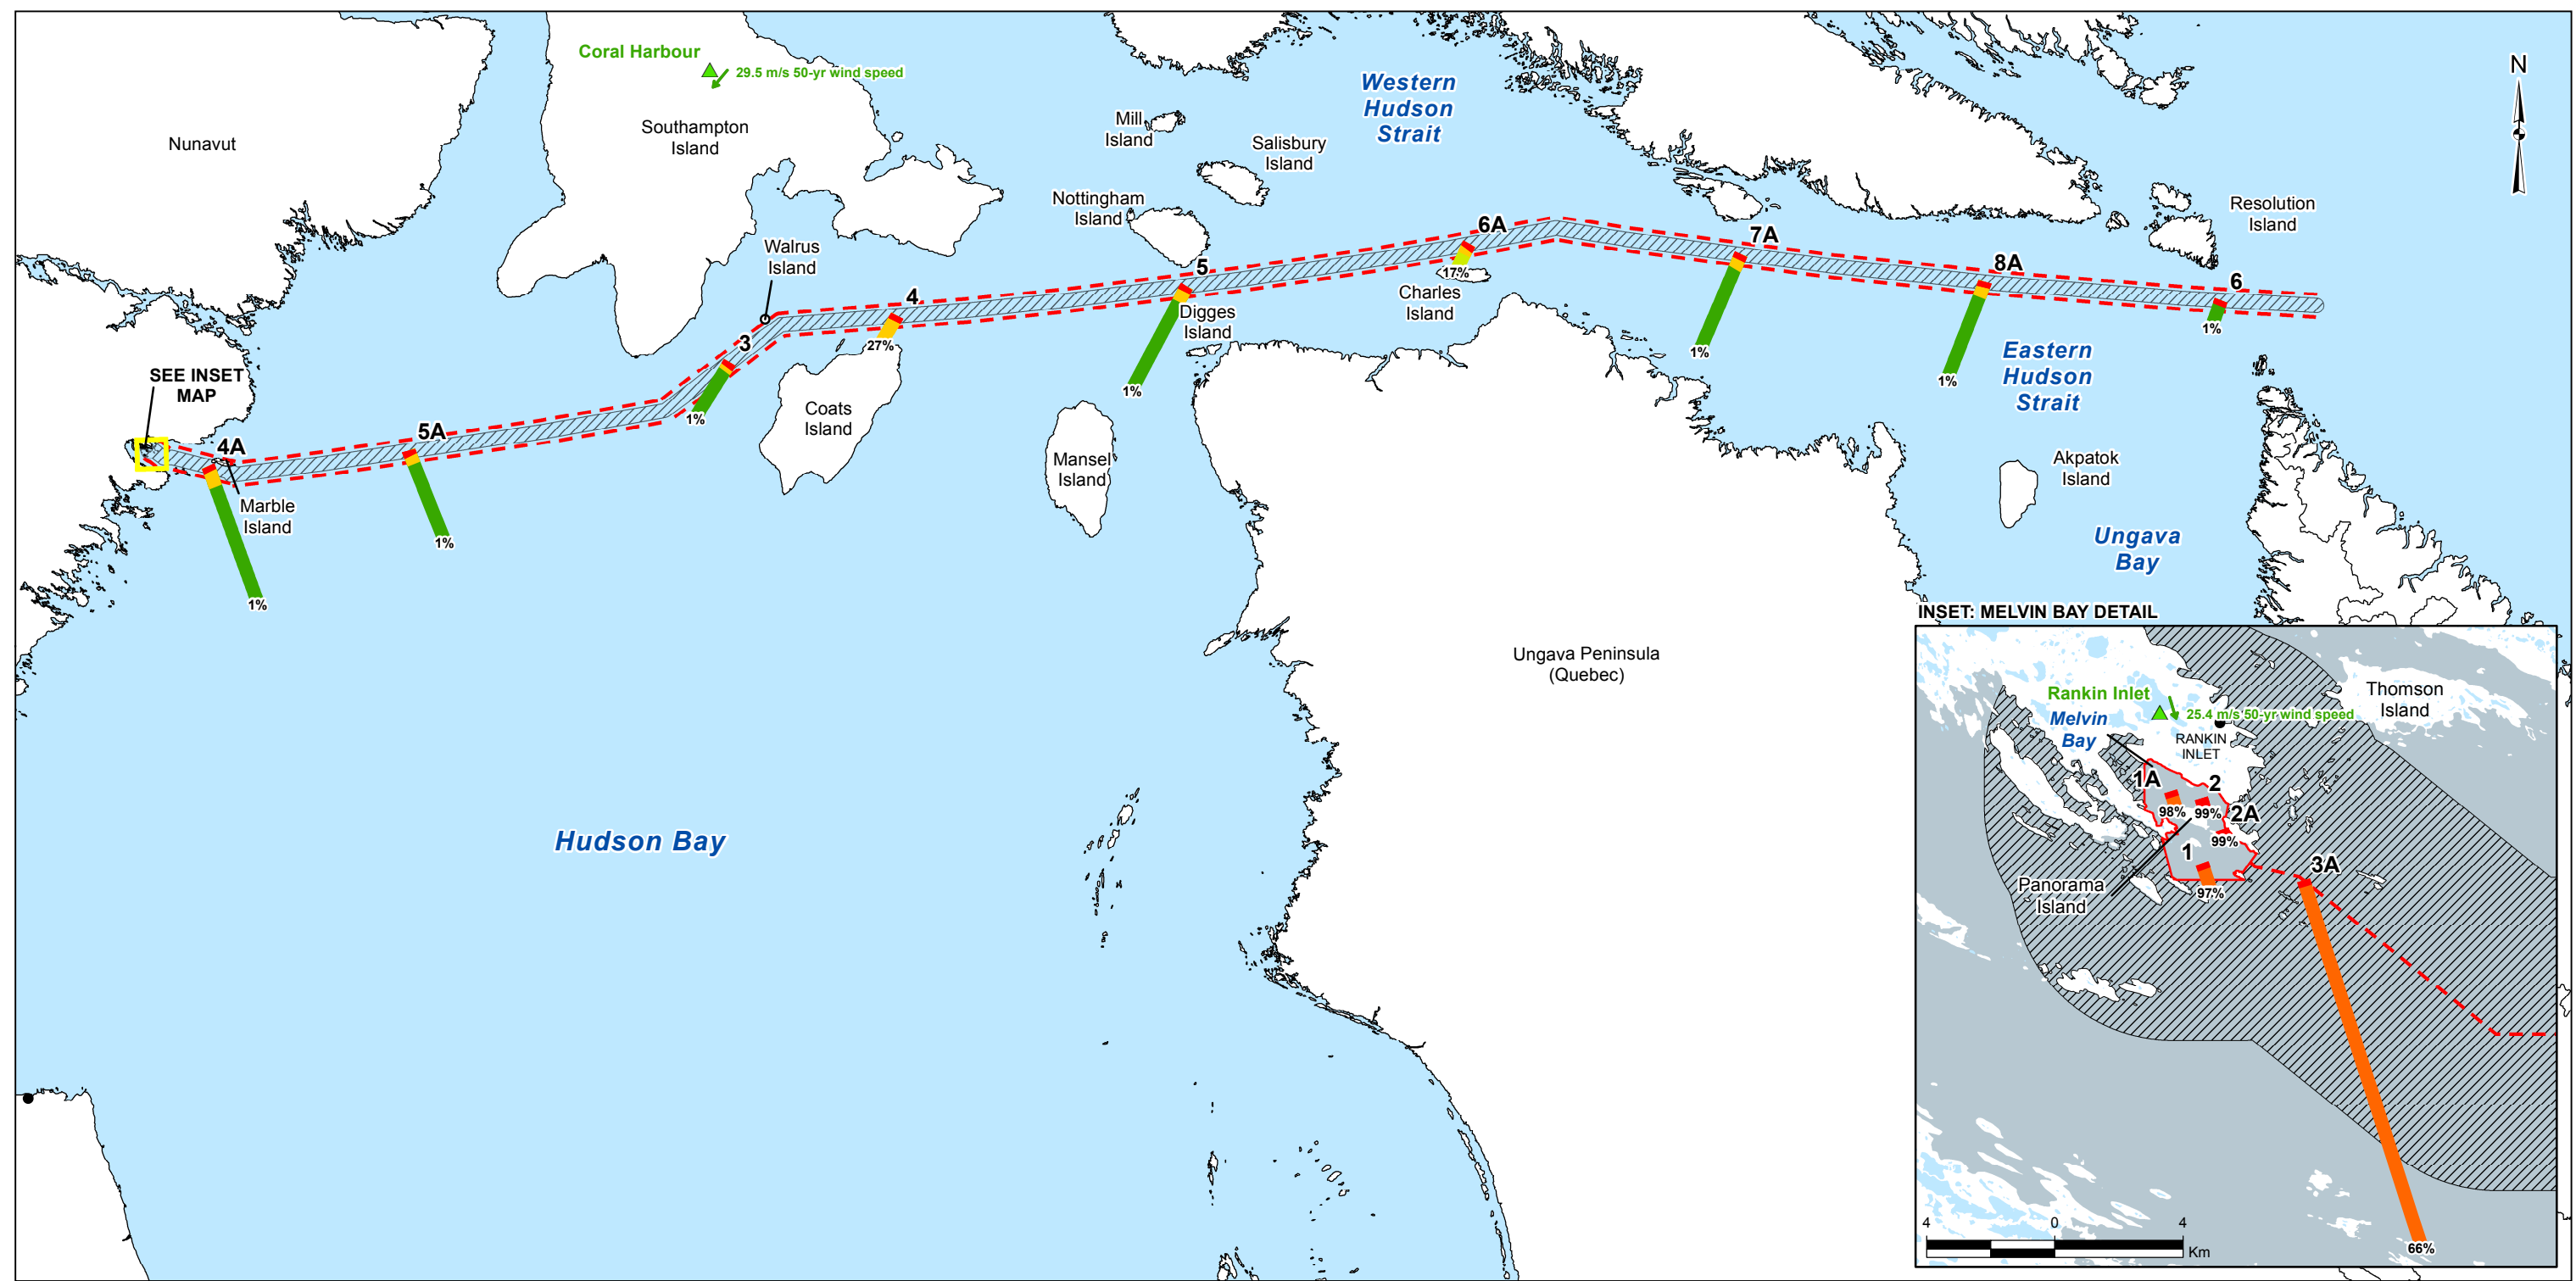 Coral Harbour
29.5 m/s 50-yr wind speed
Nunavut
Southampton
Island
Western
Hudson
Strait
N
Mill
Island
Salisbury
Island
Nottingham
Island
Resolution
Island
Walrus
Island
6A
17%
Charles
Island
7A
1%
8A
1%
6
1%
5
Digges
Island
1%
4
27%
3
1%
Coats
Island
SEE INSET
MAP
4A
Marble
Island
1%
5A
1%
Mansel
Island
Eastern
Hudson
Strait
Akpatok
Island
Ungava
Bay
Ungava Peninsula
(Quebec)
Hudson Bay
INSET: MELVIN BAY DETAIL
Rankin Inlet
25.4 m/s 50-yr wind speed
Thomson
Island
Melvin
Bay
RANKIN
INLET
1A
2
98%
99%
2A
99%
1
97%
3A
Panorama
Island
66%
4
0
4
Km